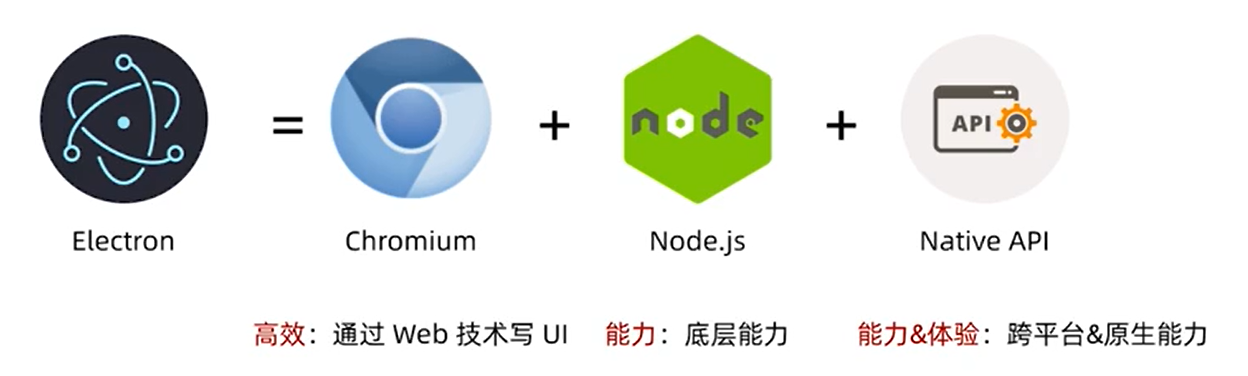 = + node + API
Electron Chromium Node.js Native API
高效：通过 Web 技术写 UI 能力：底层能力 能力&体验：跨平台&原生能力